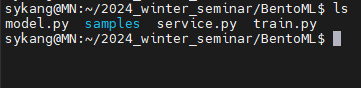 sykang@MN:~/2024_winter_seminar/BentoML$ ls
model.py samples service.py train.py
sykang@MN:~/2024_winter_seminar/BentoML$